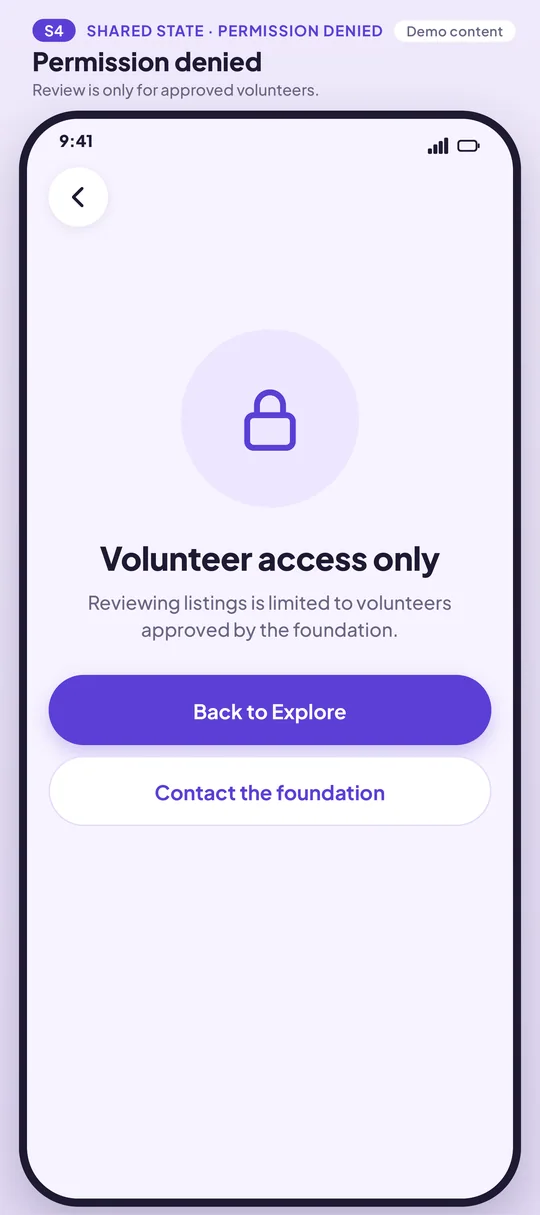 S4 SHARED STATE · PERMISSION DENIED Demo content
Permission denied
Review is only for approved volunteers.
9:41
Volunteer access only
Reviewing listings is limited to volunteers
approved by the foundation.
Back to Explore
Contact the foundation